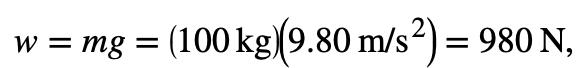 w = mg = (100 kg)(9.80 m/s²) = 980 N,